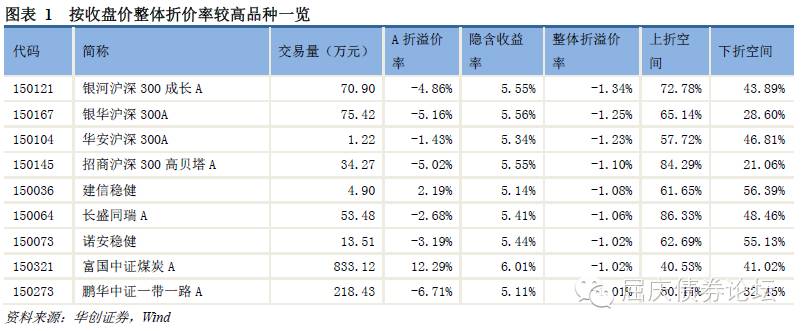 图表 1 按收盘价整体折价率较高品种一览
代码 简称 交易量（万元） A 折溢价率 隐含收益率 整体折溢价率 上折空间 下折空间
150121 银河沪深 300 成长 A 70.90 -4.86% 5.55% -1.34% 72.78% 43.89%
150167 银华沪深 300A 75.42 -5.16% 5.56% -1.25% 65.14% 28.60%
150104 华安沪深 300A 1.22 -1.43% 5.34% -1.23% 57.72% 46.81%
150145 招商沪深 300 高贝塔 A 34.27 -5.02% 5.55% -1.10% 84.29% 21.06%
150036 建信稳健 4.90 2.19% 5.14% -1.08% 61.65% 56.39%
150064 长盛同瑞 A 53.48 -2.68% 5.41% -1.06% 86.33% 48.46%
150073 诺安稳健 13.51 -3.19% 5.44% -1.02% 62.69% 55.13%
150321 富国中证煤炭 A 833.12 12.29% 6.01% -1.02% 40.53% 41.02%
150273 鹏华中证一带一路 A 218.43 -6.71% 5.11%
屈庆债券论坛
资料来源：华创证券，Wind